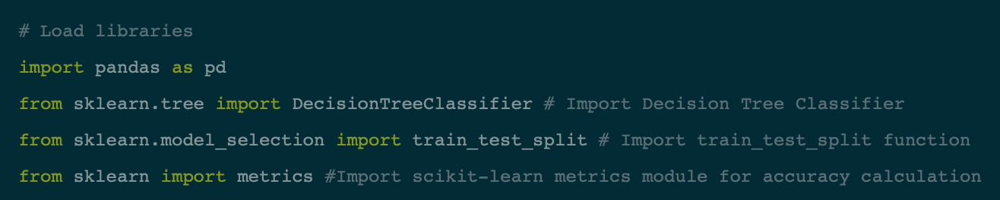 # Load libraries
import pandas as pd
from sklearn.tree import DecisionTreeClassifier # Import Decision Tree Classifier
from sklearn.model_selection import train_test_split # Import train_test_split function
from sklearn import metrics #Import scikit-learn metrics module for accuracy calculation